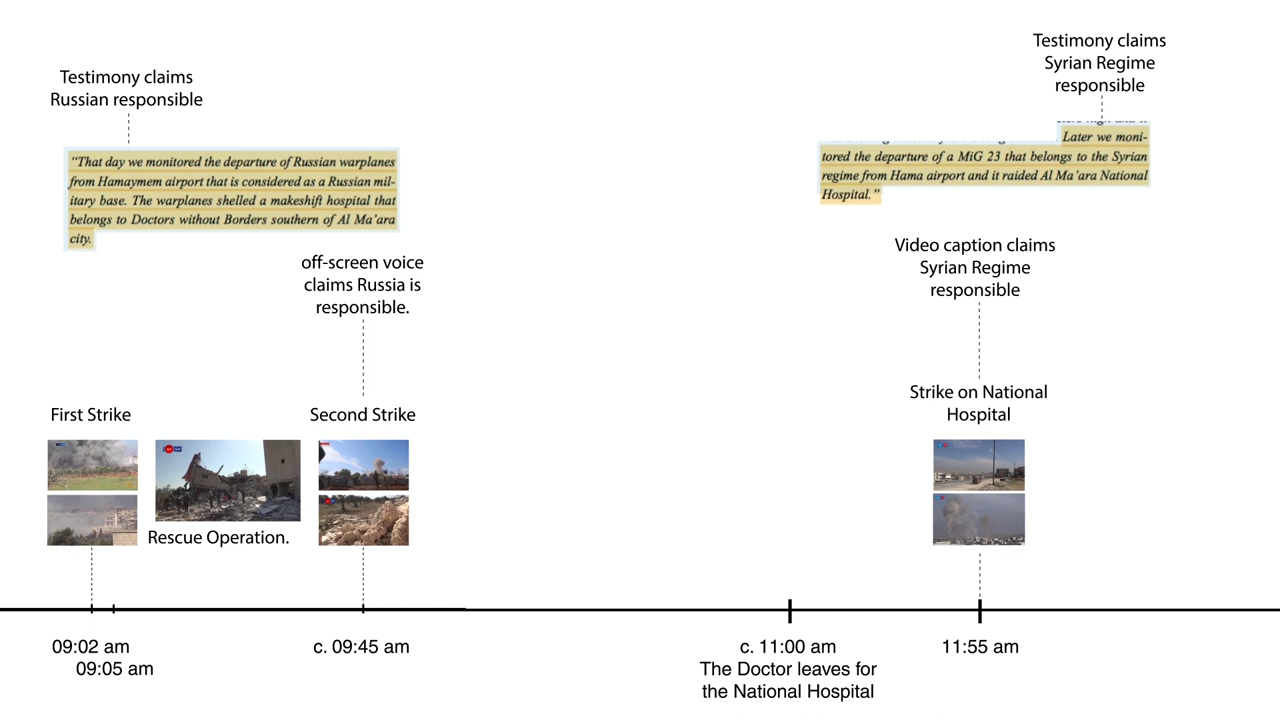 Testimony claims
Russian responsible
“That day we monitored the departure of Russian warplanes
from Hamaymem airport that is considered as a Russian mil-
itary base. The warplanes shelled a makeshift hospital that
belongs to Doctors without Borders southern of Al Ma’ara
city.
off-screen voice
claims Russia is
responsible.
First Strike
Second Strike
Rescue Operation.
Testimony claims
Syrian Regime
responsible
Later we moni-
tored the departure of a MiG 23 that belongs to the Syrian
regime from Hama airport and it raided Al Ma’ara National
Hospital.”
Video caption claims
Syrian Regime
responsible
Strike on National
Hospital
09:02 am
09:05 am
c. 09:45 am
c. 11:00 am
The Doctor leaves for
the National Hospital
11:55 am